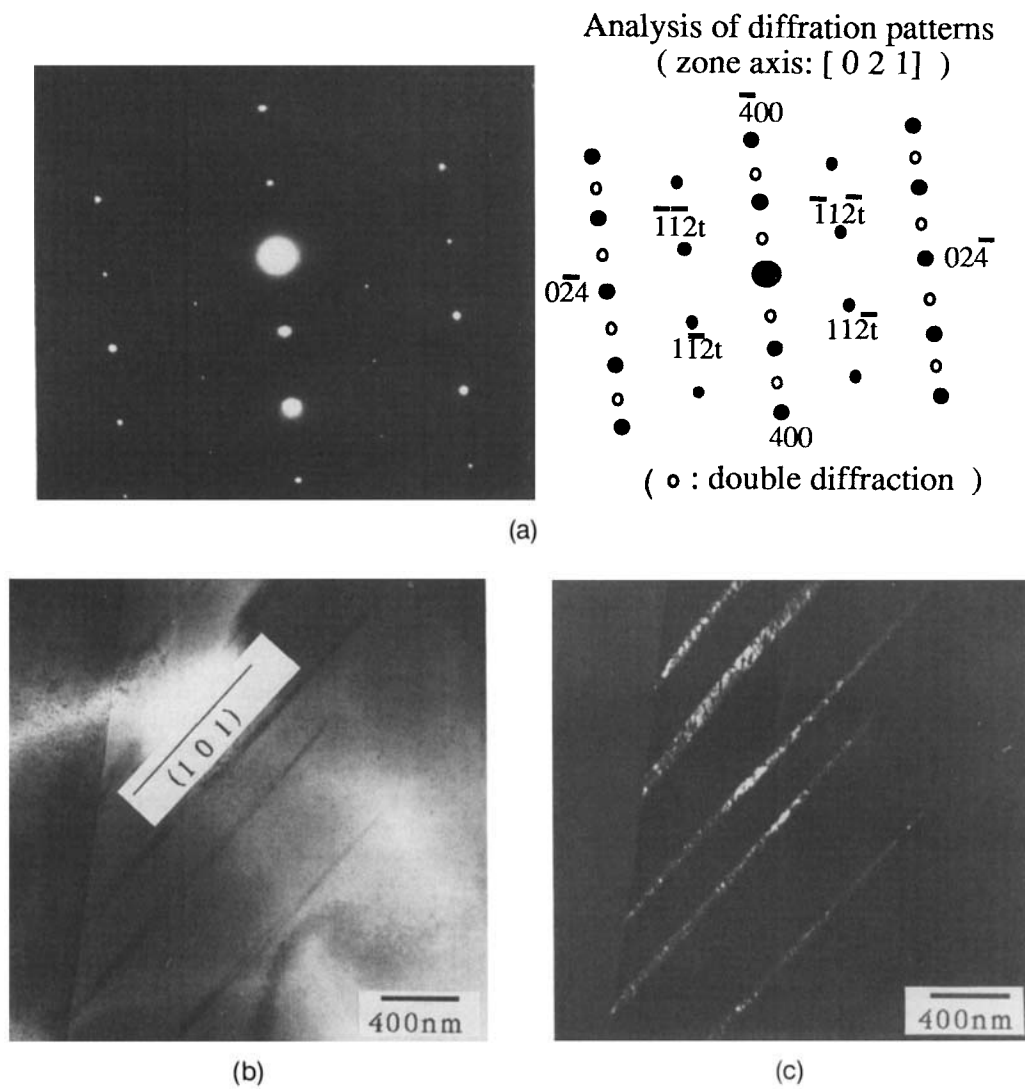 Analysis of diffration patterns
( zone axis: [ 0 2 1] )
4̅00
1̅1̅2t
1̅12̅t
02̅4
024̅
11̅2t
112̅t
400
( o : double diffraction )
(a)
(1 0 1)
400nm
400nm
(b)
(c)